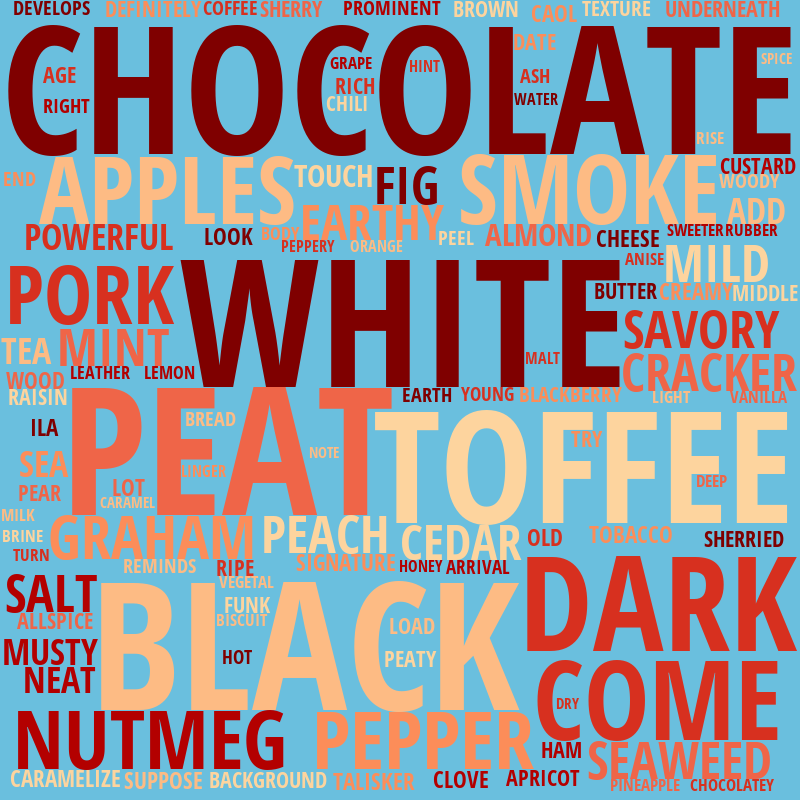 DEVELOPS DEFINITELY COFFEE SHERRY PROMINENT BROWN CAOL TEXTURE UNDERNEATH
CHOCOLATE
AGE GRAPE HINT DATE SPICE
RIGHT RICH CHILI ASH WATER RISE
END APPLES TOUCH FIG SMOKE CUSTARD WOODY
POWERFUL LOOK BODY EARTHY PEEL ALMOND CHEESE ADD
PEPPERY ORANGE SWEETER RUBBER
PORK WHITE ANISE MILD
BUTTER CREAMY MIDDLE
TEA MINT MALT SAVORY
WOOD LEATHER LEMON CRACKER
RAISIN PEAT EARTH YOUNG BLACKBERRY LIGHT VANILLA
ILA BREAD TOFFEE TRY
SEA LINGER NOTE
PEAR LOT CARAMEL DEEP
MILK GRAHAM PEACH CEDAR OLD TOBACCO SHERRIED
BRINE
TURN REMINDS RIPE SIGNATURE HONEY ARRIVAL
SALT VEGETAL DARK
ALLSPICE BLACK FUNK BISCUIT LOAD
MUSTY HOT PEATY
NEAT COME DRY
NUTMEG PEPPER HAM SEAWEED
CARAMELIZE SUPPOSE BACKGROUND TALISKER CLOVE APRICOT PINEAPPLE CHOCOLATEY